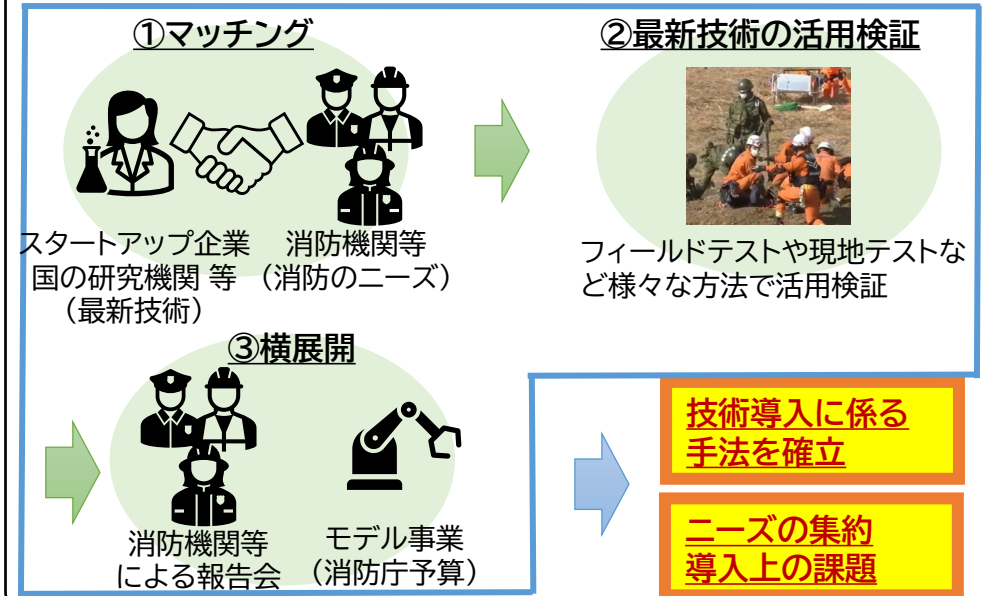 ①マッチング
スタートアップ企業
国の研究機関 等
（最新技術）
消防機関等
（消防のニーズ）
②最新技術の活用検証
フィールドテストや現地テストな
ど様々な方法で活用検証
③横展開
消防機関等
による報告会
モデル事業
（消防庁予算）
技術導入に係る
手法を確立
ニーズの集約
導入上の課題